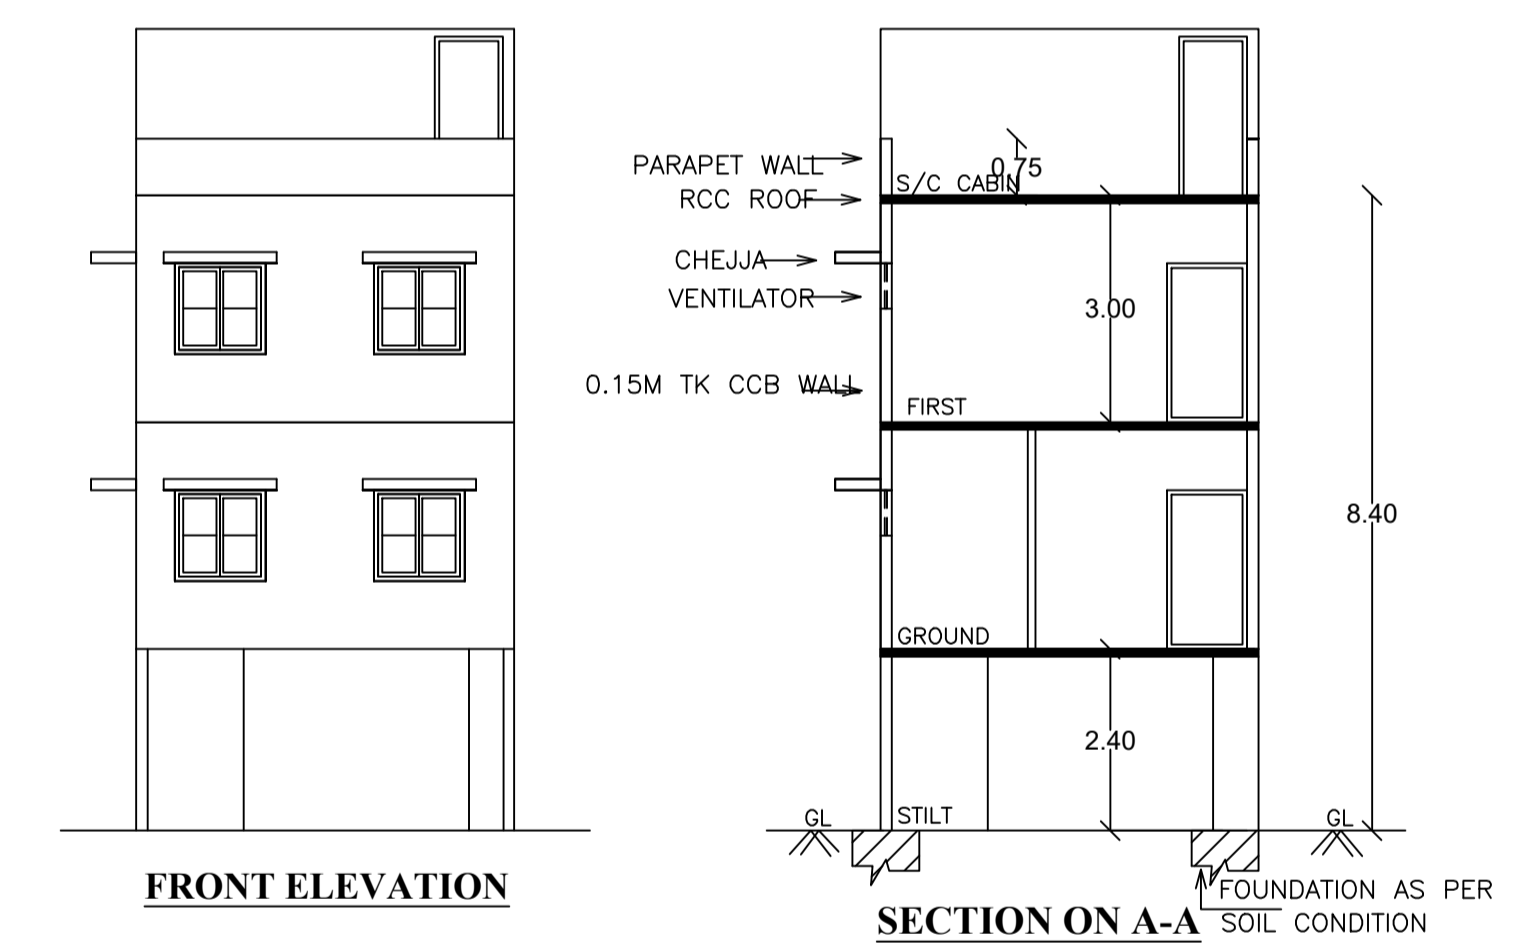 PARAPET WALL
0.75
S/C CABIN
RCC ROOF
CHEJJA
VENTILATOR
3.00
0.15M TK CCB WALL
FIRST
8.40
GROUND
2.40
GL
STILT
GL
FRONT ELEVATION
SECTION ON A-A
FOUNDATION AS PER
SOIL CONDITION